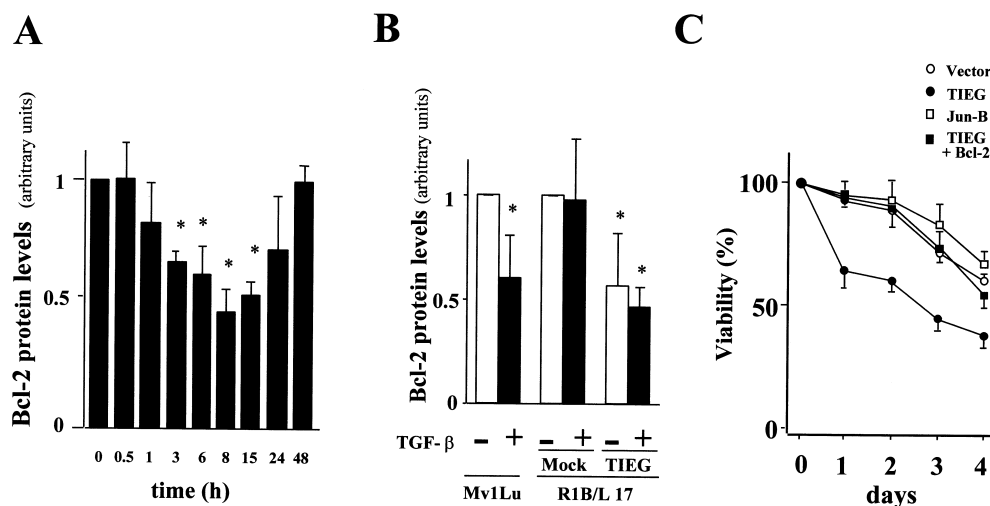 A
Bcl-2 protein levels (arbitrary units)
1
0.5
0
* * * *
0 0.5 1 3 6 8 15 24 48
time (h)
B
Bcl-2 protein levels (arbitrary units)
1
0.5
0
* * *
TGF-β - + - + - +
Mock TIEG
Mv1Lu R1B/L 17
C
Vector
TIEG
Jun-B
TIEG
+ Bcl-2
Viability (%)
100
50
0
0 1 2 3 4
days